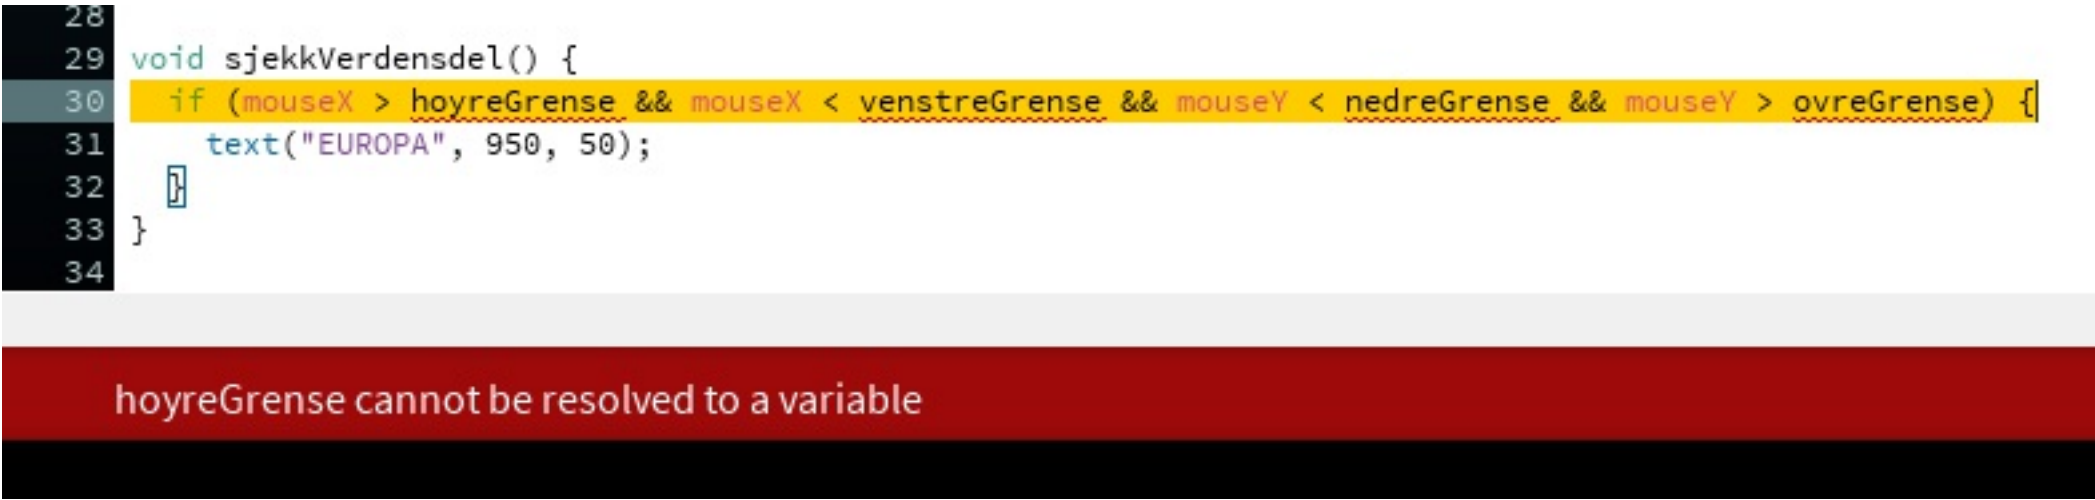 28
29 void sjekkVerdensdel() {
30 if (mouseX > hoyreGrense && mouseX < venstreGrense && mouseY < nedreGrense && mouseY > ovreGrense) {
31 text("EUROPA", 950, 50);
32 }
33 }
34
hoyreGrense cannot be resolved to a variable